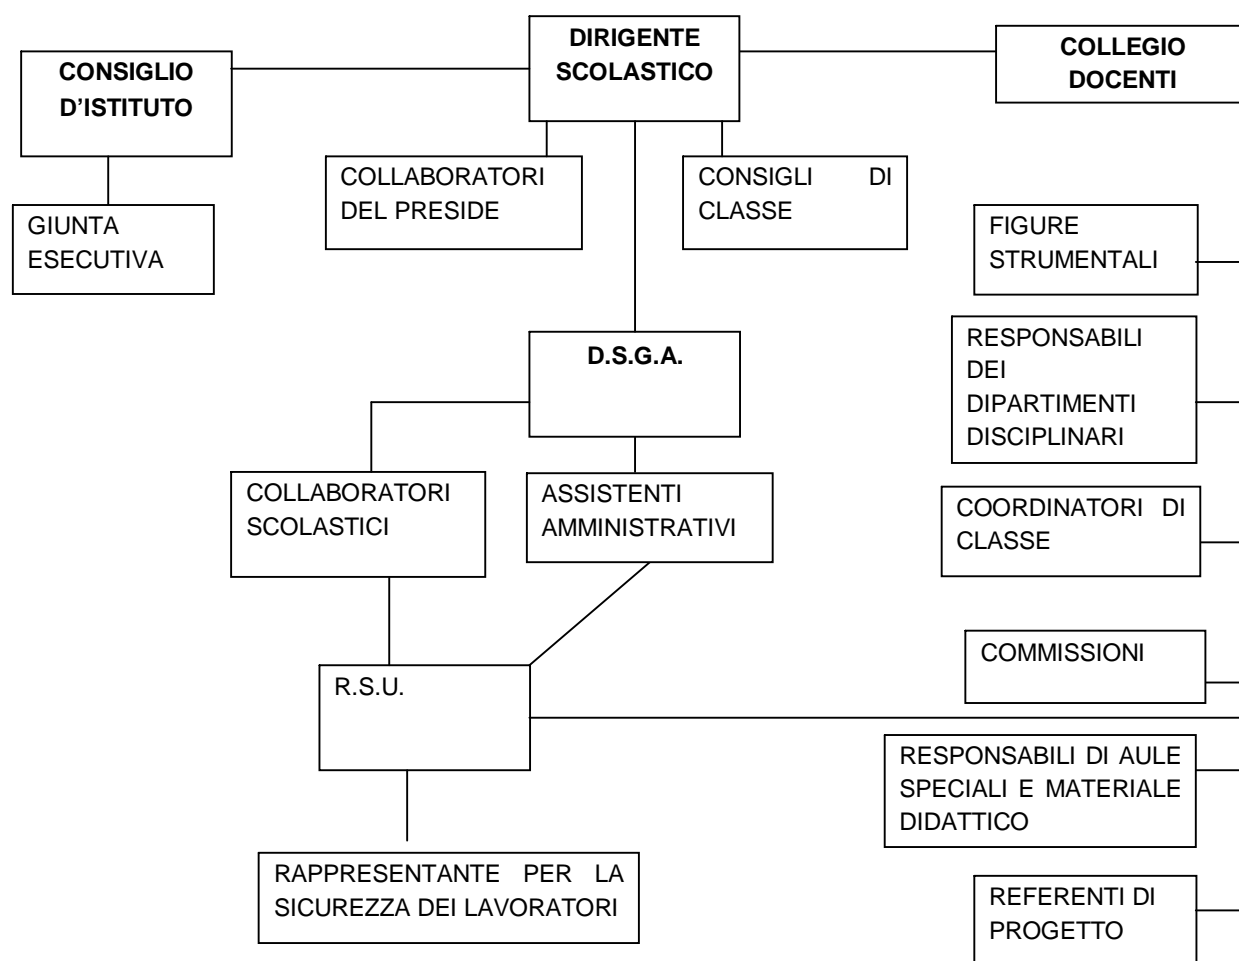 DIRIGENTE
SCOLASTICO
CONSIGLIO
D'ISTITUTO
COLLEGIO
DOCENTI
COLLABORATORI
DEL PRESIDE
CONSIGLI DI
CLASSE
GIUNTA
ESECUTIVA
FIGURE
STRUMENTALI
D.S.G.A.
RESPONSABILI
DEI
DIPARTIMENTI
DISCIPLINARI
COLLABORATORI
SCOLASTICI
ASSISTENTI
AMMINISTRATIVI
COORDINATORI DI
CLASSE
COMMISSIONI
R.S.U.
RESPONSABILI DI AULE
SPECIALI E MATERIALE
DIDATTICO
RAPPRESENTANTE PER LA
SICUREZZA DEI LAVORATORI
REFERENTI DI
PROGETTO